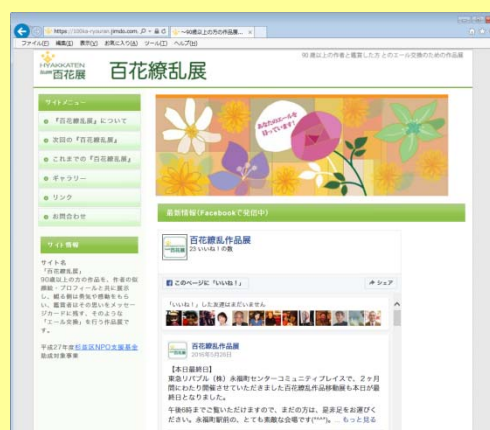 https://100ka-ryouran.jimdo.com
～90歳以上の方の作品展...
ファイル(F) 編集(E) 表示(V) お気に入り(A) ツール(T) ヘルプ(H)
90歳以上の作者と鑑賞した方とのエール交換のための作品展
HYAKKATEN
百花展
百花繚乱展
サイトメニュー
『百花繚乱展』について
次回の『百花繚乱展』
これまでの『百花繚乱展』
ギャラリー
リンク
お問合わせ
あなたのエールを
待っています!
最新情報(Facebookで発信中)
サイト情報
サイト名
「百花繚乱展」
90歳以上の方の作品を、作者の似
顔絵・プロフィールと共に展示
し、観る側は勇気や感動をもら
い、鑑賞者はその思いをメッセー
ジカードに残す、そのような
「エール交換」を行う作品展で
す。
平成27年度杉並区NPO支援基金
助成対象事業
百花繚乱作品展
23 いいね!の数
このページに「いいね!」
シェア
「いいね!」した友達はまだいません
百花繚乱作品展
2016年5月28日
【本日最終日】
東急リバブル(株)永福町センターコミュニティプレイスで、2ヶ月
間にわたり開催させていただきました百花繚乱作品移動展も本日が最
終日となりました。
午後6時までご覧いただけますので、まだの方は、是非足をお運びく
ださい。永福町駅前の、とても素敵な会場です(*^^*)。... もっと見る